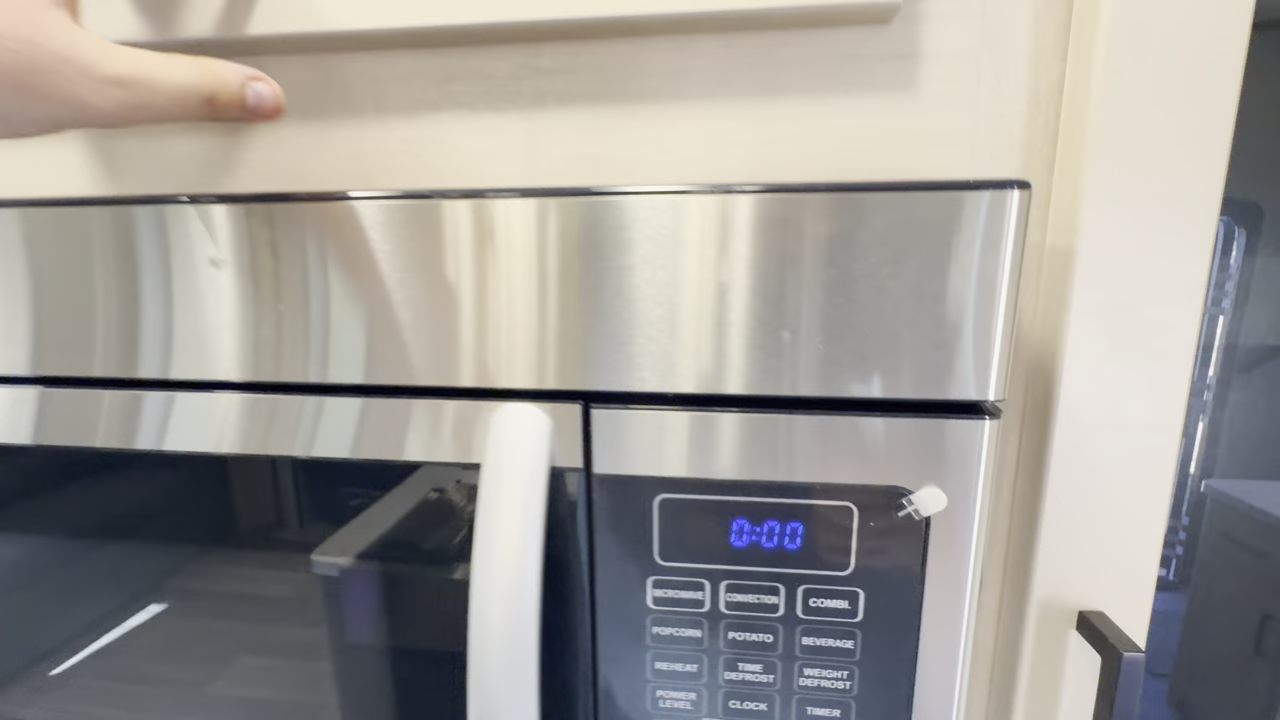 0:00
MICROWAVE CONVECTION COMBI.
POPCORN POTATO BEVERAGE
REHEAT TIME DEFROST WEIGHT DEFROST
POWER LEVEL CLOCK TIMER